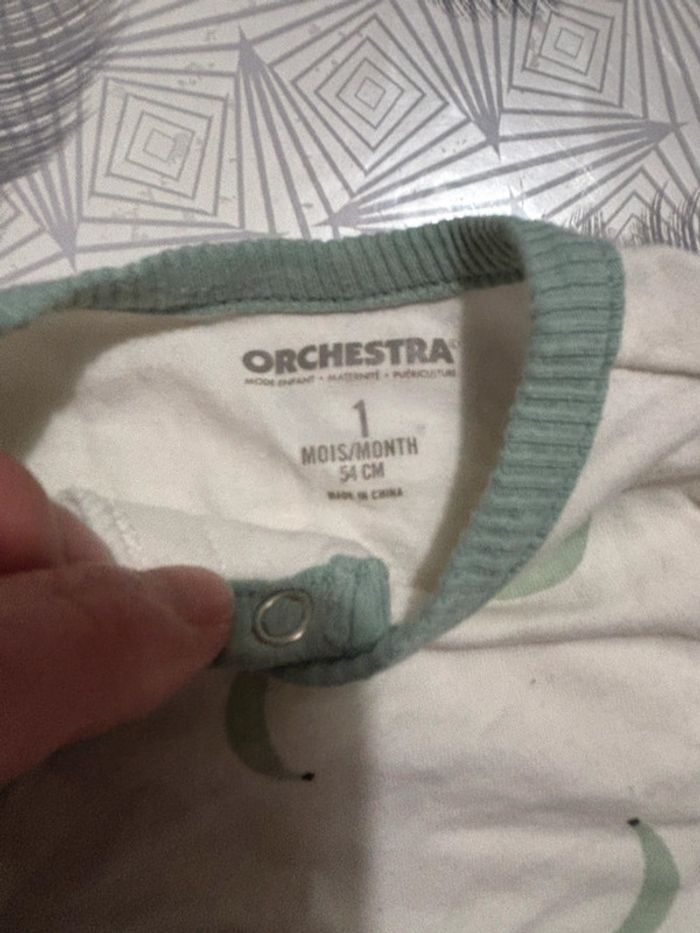 ORCHESTRA
MODE ENFANT • MATERNITÉ • PUÉRICULTURE
1
MOIS/MONTH
54 CM
MADE IN CHINA